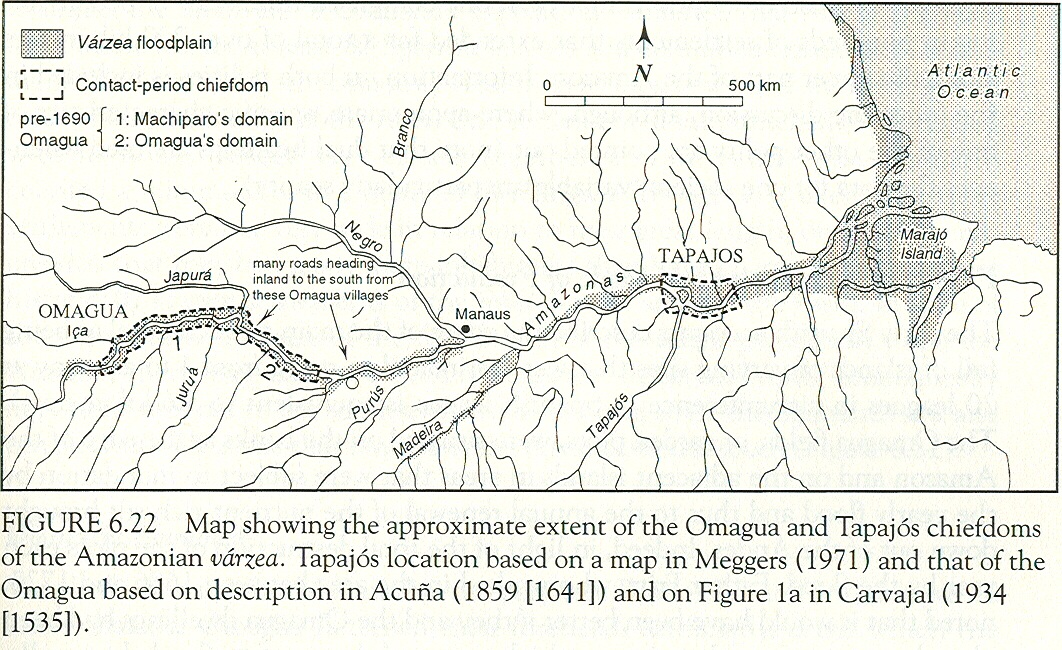 Várzea floodplain
Contact-period chiefdom
pre-1690
Omagua
1: Machiparo's domain
2: Omagua's domain
N
0 500 km
Atlantic
Ocean
Branco
Negro
many roads heading
inland to the south from
these Omagua villages
Japurá
OMAGUA
Iça
1
2
Juruá
Purús
Manaus
Madeira
Amazonas
TAPAJOS
Tapajós
Marajó
Island
FIGURE 6.22 Map showing the approximate extent of the Omagua and Tapajós chiefdoms
of the Amazonian várzea. Tapajós location based on a map in Meggers (1971) and that of the
Omagua based on description in Acuña (1859 [1641]) and on Figure 1a in Carvajal (1934
[1535]).